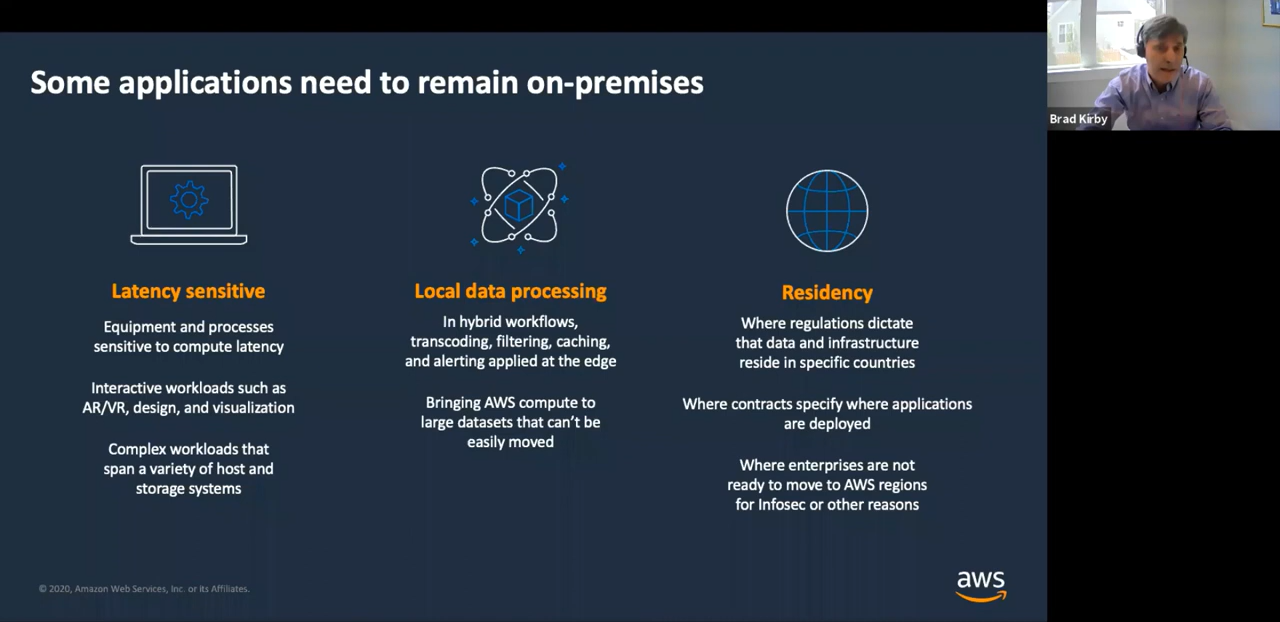 Some applications need to remain on-premises
Brad Kirby
Latency sensitive
Equipment and processes
sensitive to compute latency
Interactive workloads such as
AR/VR, design, and visualization
Complex workloads that
span a variety of host and
storage systems
Local data processing
In hybrid workflows,
transcoding, filtering, caching,
and alerting applied at the edge
Bringing AWS compute to
large datasets that can't be
easily moved
Residency
Where regulations dictate
that data and infrastructure
reside in specific countries
Where contracts specify where applications
are deployed
Where enterprises are not
ready to move to AWS regions
for Infosec or other reasons
© 2020, Amazon Web Services, Inc. or its Affiliates.
aws